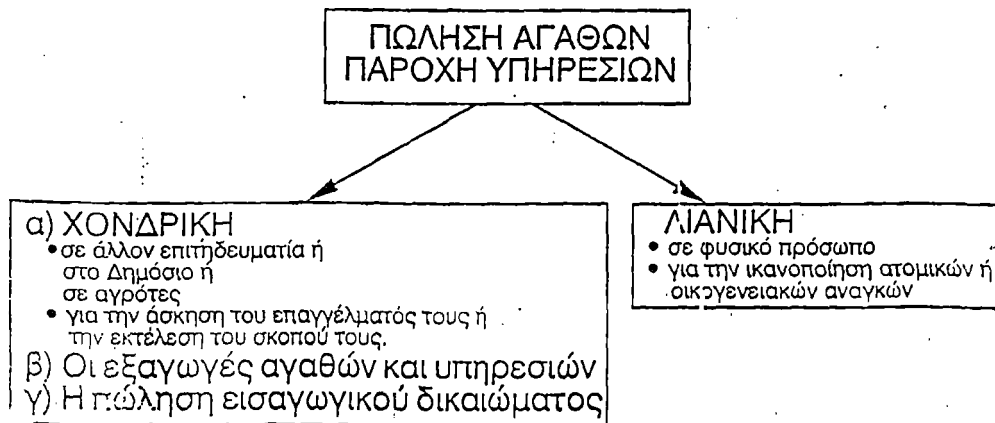 ΠΩΛΗΣΗ ΑΓΑΘΩΝ
ΠΑΡΟΧΗ ΥΠΗΡΕΣΙΩΝ
α) ΧΟΝΔΡΙΚΗ
• σε άλλον επιτηδευματία ή
στο Δημόσιο ή
σε αγρότες
• για την άσκηση του επαγγέλματός τους ή
την εκτέλεση του σκοπού τους.
β) Οι εξαγωγές αγαθών και υπηρεσιών
γ) Η πώληση εισαγωγικού δικαιώματος
ΛΙΑΝΙΚΗ
• σε φυσικό πρόσωπο
• για την ικανοποίηση ατομικών ή
οικογενειακών αναγκών